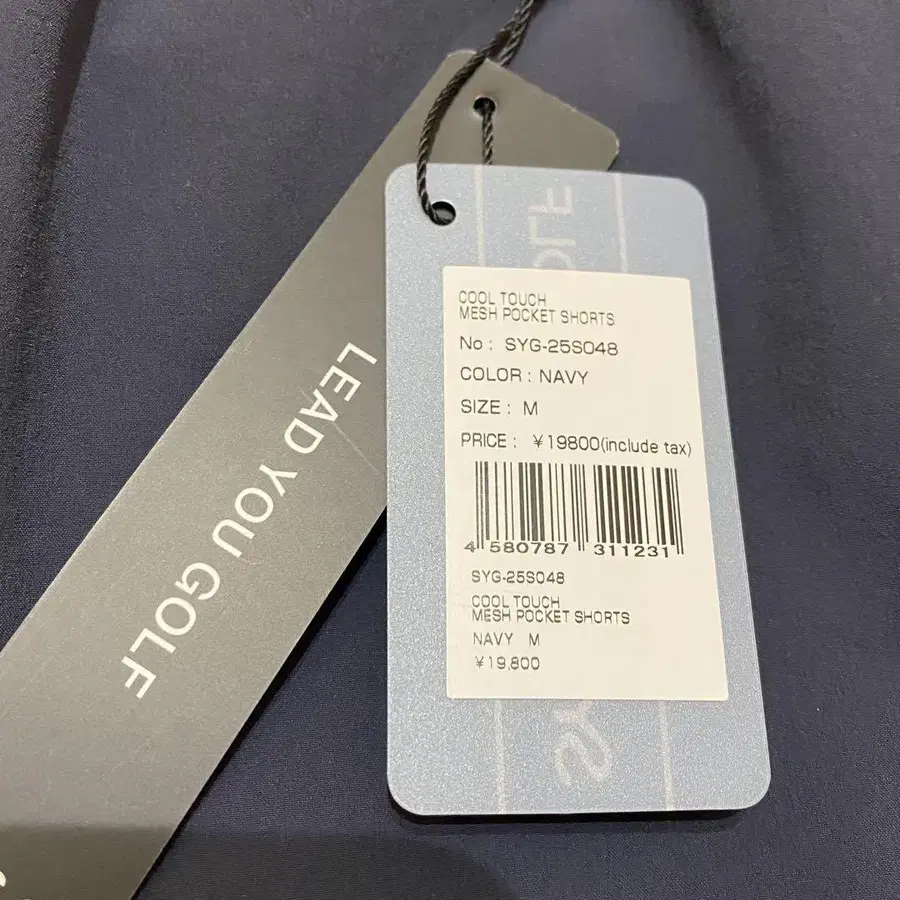 COOL TOUCH
MESH POCKET SHORTS
No : SYG-25S048
COLOR : NAVY
SIZE : M
PRICE : ¥19800(include tax)
4 580787 311231
SYG-25S048
COOL TOUCH
MESH POCKET SHORTS
NAVY M
¥19,800
LEAD YOU GOLF